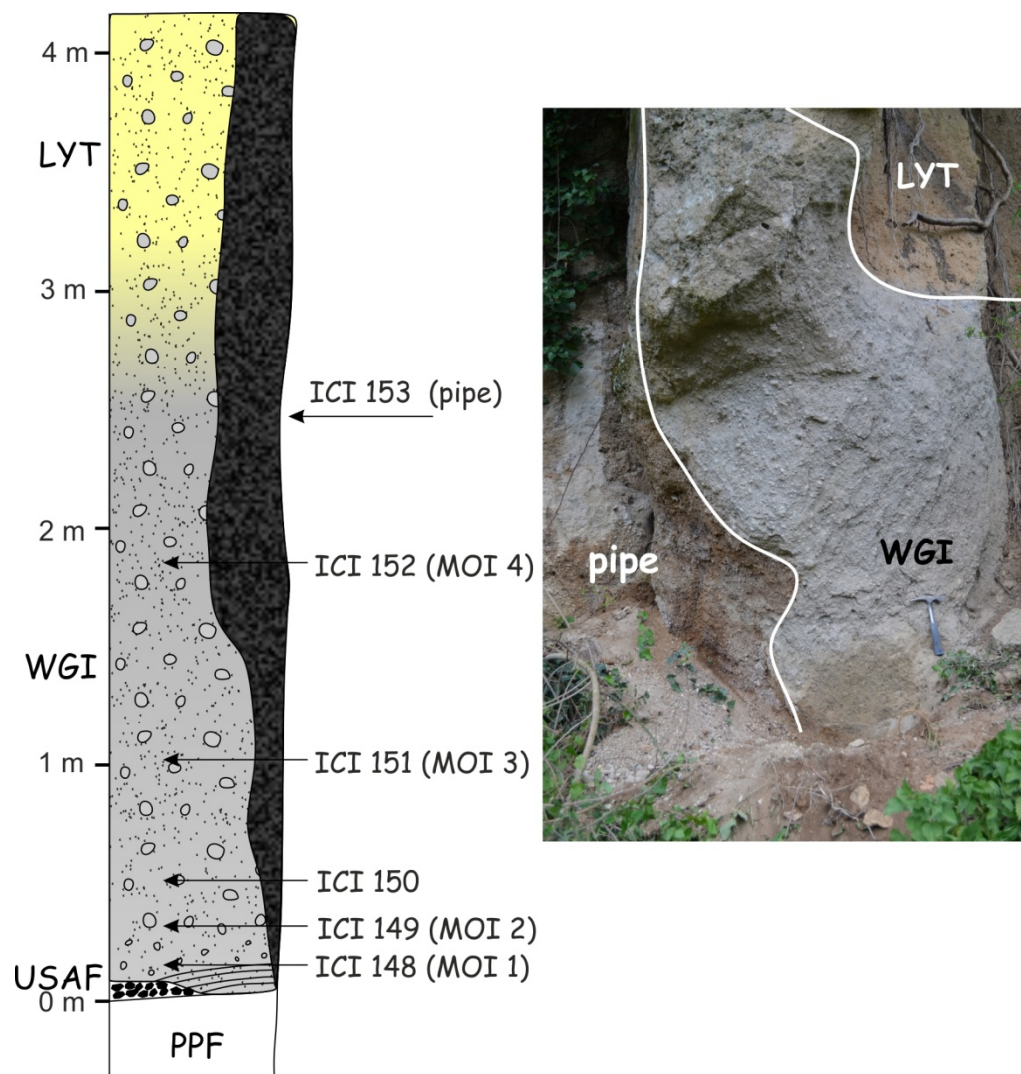 4 m
LYT
3 m
ICI 153 (pipe)
2 m
ICI 152 (MOI 4)
WGI
1 m
ICI 151 (MOI 3)
ICI 150
ICI 149 (MOI 2)
ICI 148 (MOI 1)
USAF
0 m
PPF
LYT
WGI
pipe